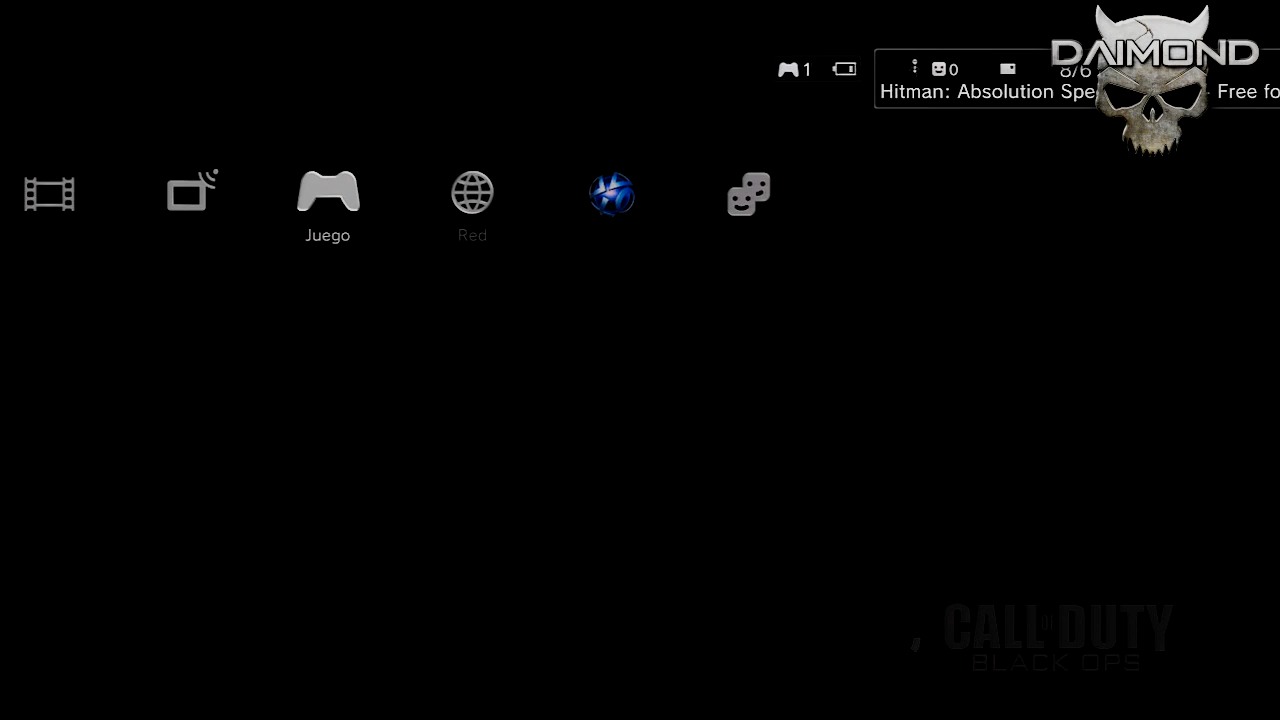 DAIMOND
1
0
8/6
Hitman: Absolution Spe
Free fo
Juego
Red
CALL OF DUTY
BLACK OPS